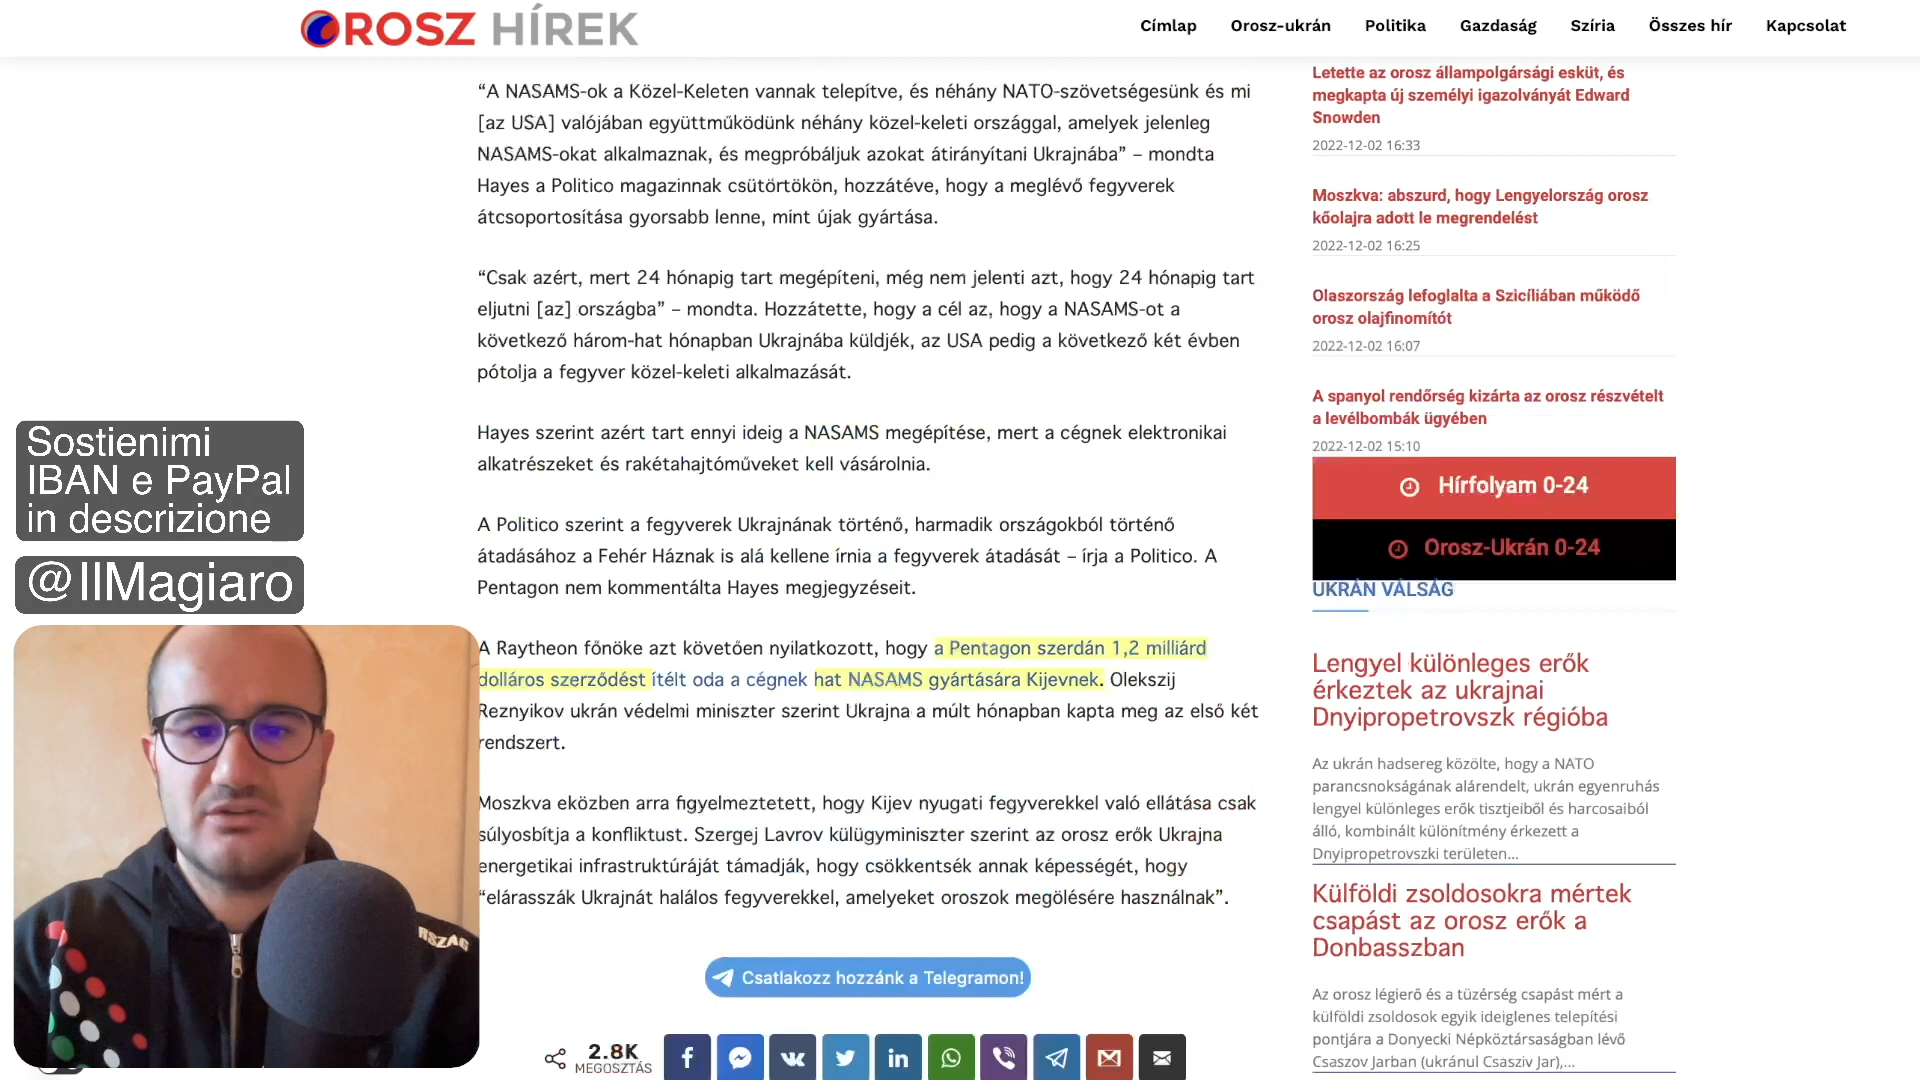 OROSZ HÍREK
Címlap Orosz-ukrán Politika Gazdaság Szíria Összes hír Kapcsolat
“A NASAMS-ok a Közel-Keleten vannak telepítve, és néhány NATO-szövetségesünk és mi
[az USA] valójában együttműködünk néhány közel-keleti országgal, amelyek jelenleg
NASAMS-okat alkalmaznak, és megpróbáljuk azokat átirányítani Ukrajnába” – mondta
Hayes a Politico magazinnak csütörtökön, hozzátéve, hogy a meglévő fegyverek
átcsoportosítása gyorsabb lenne, mint újak gyártása.
“Csak azért, mert 24 hónapig tart megépíteni, még nem jelenti azt, hogy 24 hónapig tart
eljutni [az] országba” – mondta. Hozzátette, hogy a cél az, hogy a NASAMS-ot a
következő három-hat hónapban Ukrajnába küldjék, az USA pedig a következő két évben
pótolja a fegyver közel-keleti alkalmazását.
Hayes szerint azért tart ennyi ideig a NASAMS megépítése, mert a cégnek elektronikai
alkatrészeket és rakétahajtóműveket kell vásárolnia.
A Politico szerint a fegyverek Ukrajnának történő, harmadik országokból történő
átadásához a Fehér Háznak is alá kellene írnia a fegyverek átadását – írja a Politico. A
Pentagon nem kommentálta Hayes megjegyzéseit.
A Raytheon főnöke azt követően nyilatkozott, hogy a Pentagon szerdán 1,2 milliárd
dolláros szerződést ítélt oda a cégnek hat NASAMS gyártására Kijevnek. Olekszij
Reznyikov ukrán védelmi miniszter szerint Ukrajna a múlt hónapban kapta meg az első két
rendszert.
Moszkva eközben arra figyelmeztetett, hogy Kijev nyugati fegyverekkel való ellátása csak
súlyosbítja a konfliktust. Szergej Lavrov külügyminiszter szerint az orosz erők Ukrajna
energetikai infrastruktúráját támadják, hogy csökkentsék annak képességét, hogy
“elárasszák Ukrajnát halálos fegyverekkel, amelyeket oroszok megölésére használnak”.
Csatlakozz hozzánk a Telegramon!
2.8K
MEGOSZTÁS
Letette az orosz állampolgársági esküt, és
megkapta új személyi igazolványát Edward
Snowden
2022-12-02 16:33
Moszkva: abszurd, hogy Lengyelország orosz
kőolajra adott le megrendelést
2022-12-02 16:25
Olaszország lefoglalta a Szicíliában működő
orosz olajfinomítót
2022-12-02 16:07
A spanyol rendőrség kizárta az orosz részvételt
a levélbombák ügyében
2022-12-02 15:10
Hírfolyam 0-24
Orosz-Ukrán 0-24
UKRÁN VÁLSÁG
Lengyel különleges erők
érkeztek az ukrajnai
Dnyipropetrovszk régióba
Az ukrán hadsereg közölte, hogy a NATO
parancsnokságának alárendelt, ukrán egyenruhás
lengyel különleges erők tisztjeiből és harcosaiból
álló, kombinált különítmény érkezett a
Dnyipropetrovszki területen...
Külföldi zsoldosokra mértek
csapást az orosz erők a
Donbasszban
Az orosz légierő és a tüzérség csapást mért a
külföldi zsoldosok egyik ideiglenes telepítési
pontjára a Donyecki Népköztársaságban lévő
Csaszov Jarban (ukránul Csasziv Jar),...
Sostienimi
IBAN e PayPal
in descrizione
@IlMagiaro
RSZÁG